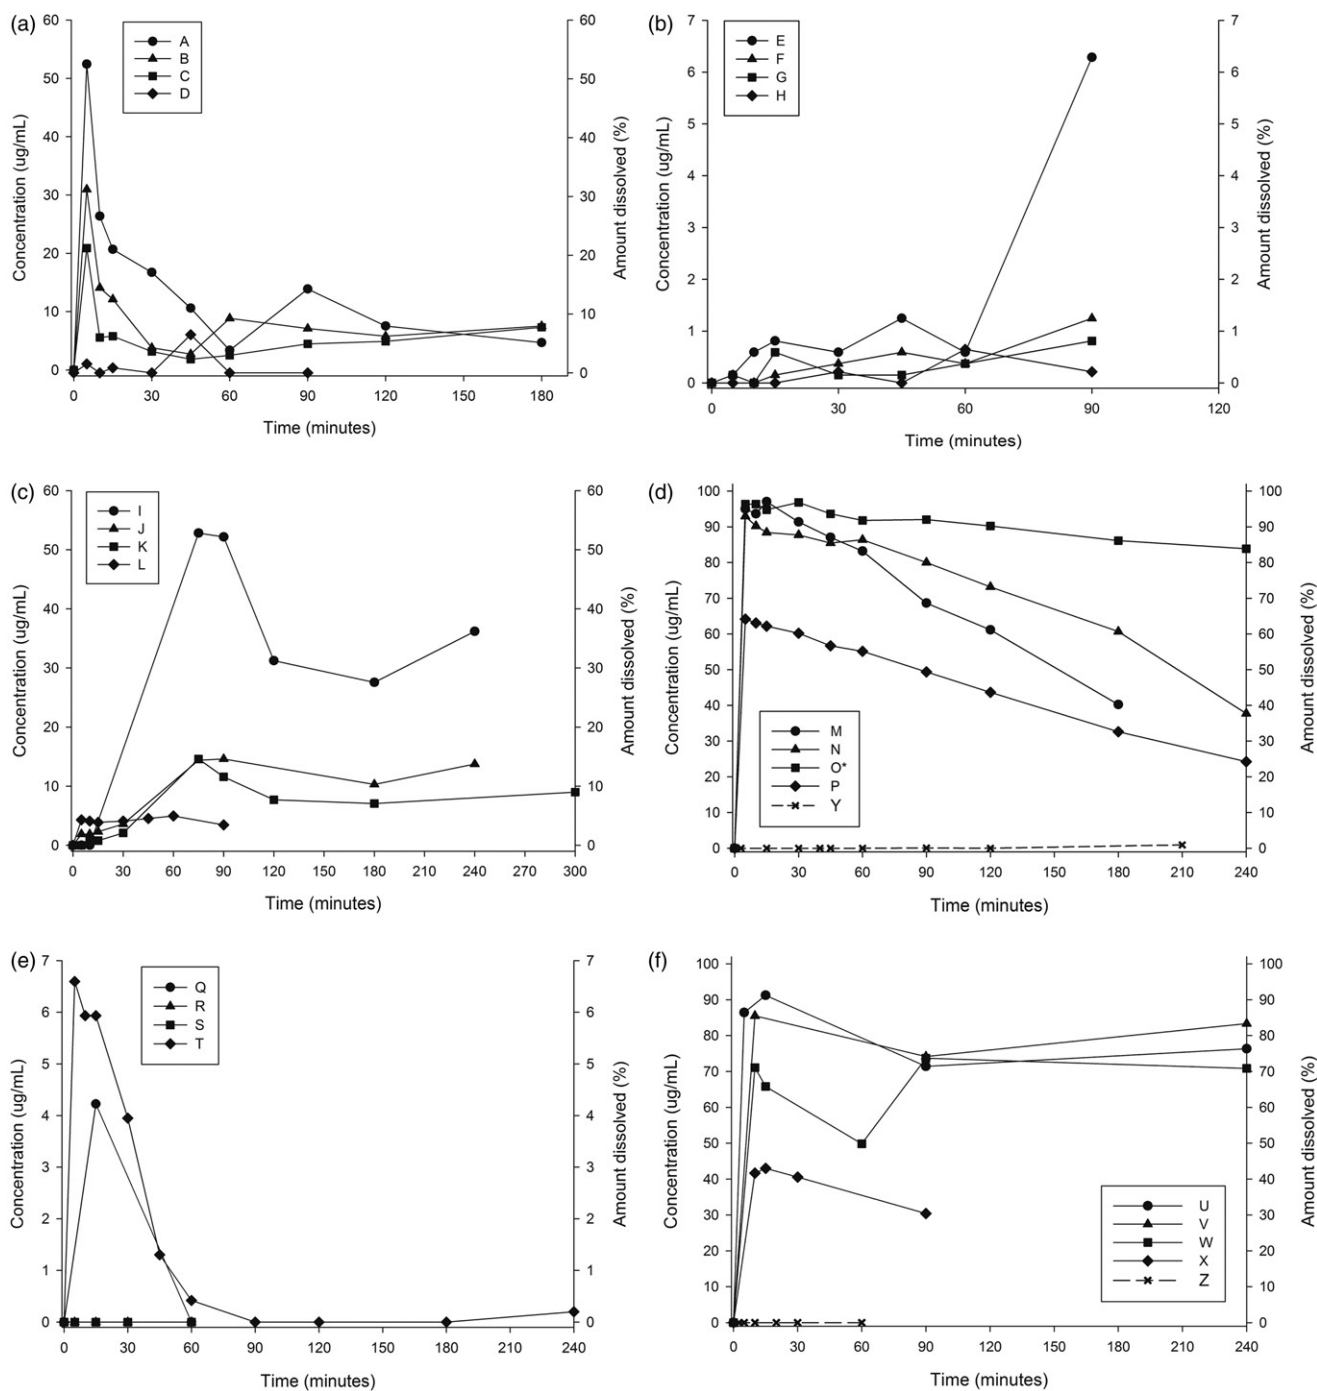 (a)
60
50
40
30
20
10
0
Concentration (ug/mL)
A
B
C
D
60
50
40
30
20
10
0
Amount dissolved (%)
0 30 60 90 120 150 180
Time (minutes)
(b)
7
6
5
4
3
2
1
0
Concentration (ug/mL)
E
F
G
H
7
6
5
4
3
2
1
0
Amount dissolved (%)
0 30 60 90 120
Time (minutes)
(c)
60
50
40
30
20
10
0
Concentration (ug/mL)
I
J
K
L
60
50
40
30
20
10
0
Amount dissolved (%)
0 30 60 90 120 150 180 210 240 270 300
Time (minutes)
(d)
100
90
80
70
60
50
40
30
20
10
0
Concentration (ug/mL)
M
N
O*
P
Y
100
90
80
70
60
50
40
30
20
10
0
Amount dissolved (%)
0 30 60 90 120 150 180 210 240
Time (minutes)
(e)
7
6
5
4
3
2
1
0
Concentration (ug/mL)
Q
R
S
T
7
6
5
4
3
2
1
0
Amount dissolved (%)
0 30 60 90 120 150 180 210 240
Time (minutes)
(f)
100
90
80
70
60
50
40
30
20
10
0
Concentration (ug/mL)
U
V
W
X
Z
100
90
80
70
60
50
40
30
20
10
0
Amount dissolved (%)
0 30 60 90 120 150 180 210 240
Time (minutes)